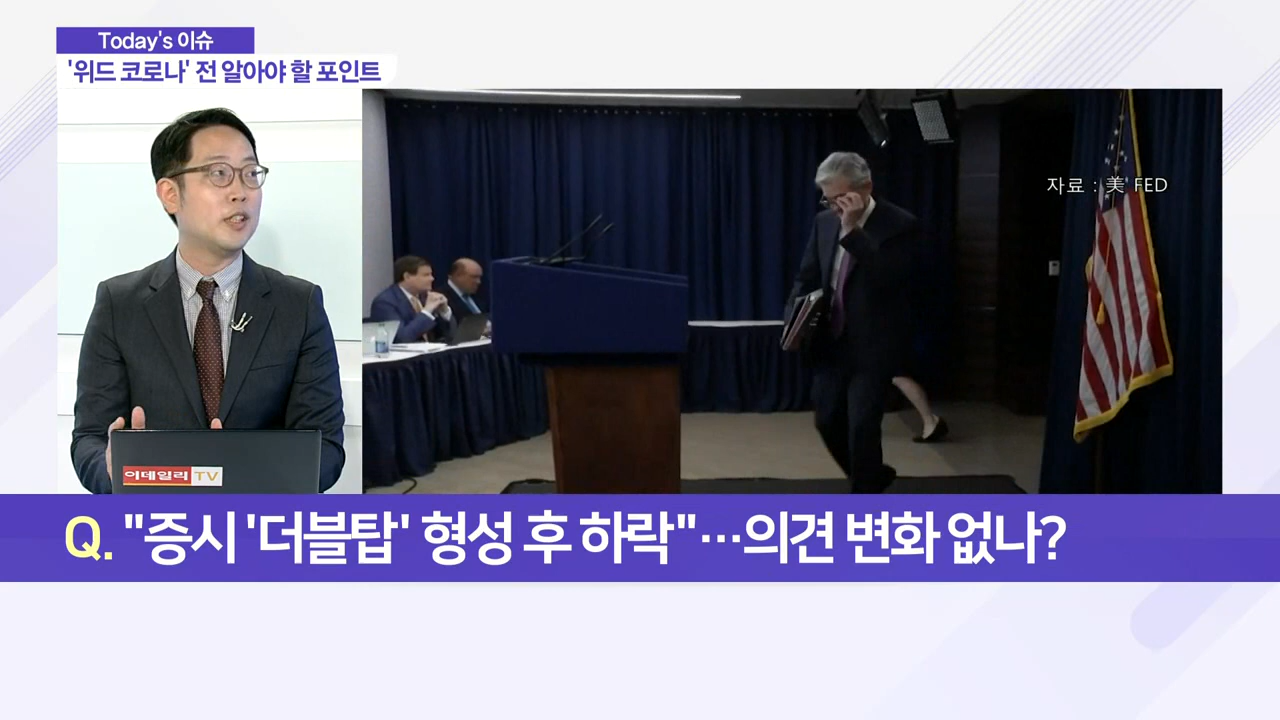 Today's 이슈
'위드 코로나' 전 알아야 할 포인트
자료 : 美 FED
이데일리 TV
Q. "증시 '더블탑' 형성 후 하락"…의견 변화 없나?